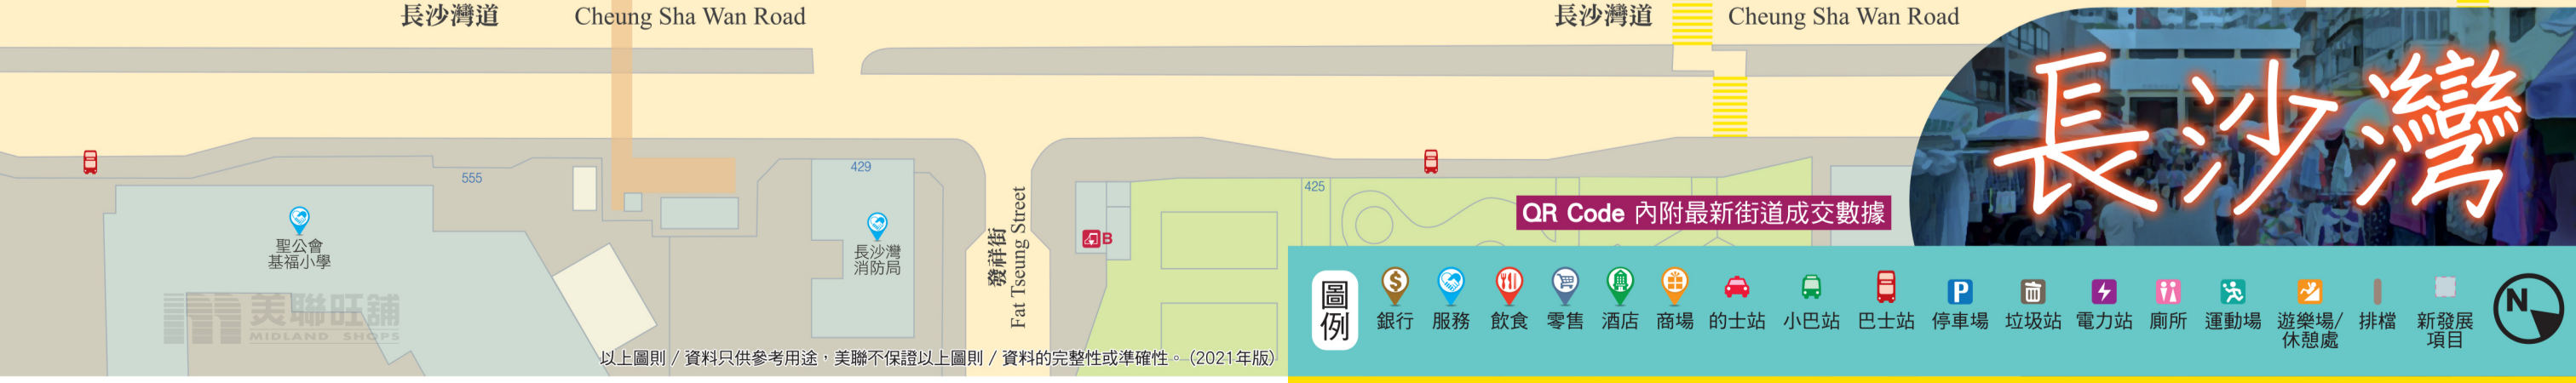 長沙灣道 Cheung Sha Wan Road
長沙灣道 Cheung Sha Wan Road
長沙灣
555
429
425
QR Code 內附最新街道成交數據
聖公會
基福小學
長沙灣
消防局
發祥街
Fat Tseung Street
B
美聯旺舖
MIDLAND SHOPS
以上圖則 / 資料只供參考用途，美聯不保證以上圖則 / 資料的完整性或準確性。(2021年版)
圖例
銀行
服務
飲食
零售
酒店
商場
的士站
小巴站
巴士站
P
停車場
垃圾站
電力站
廁所
運動場
遊樂場/
休憩處
排檔
新發展
項目
N